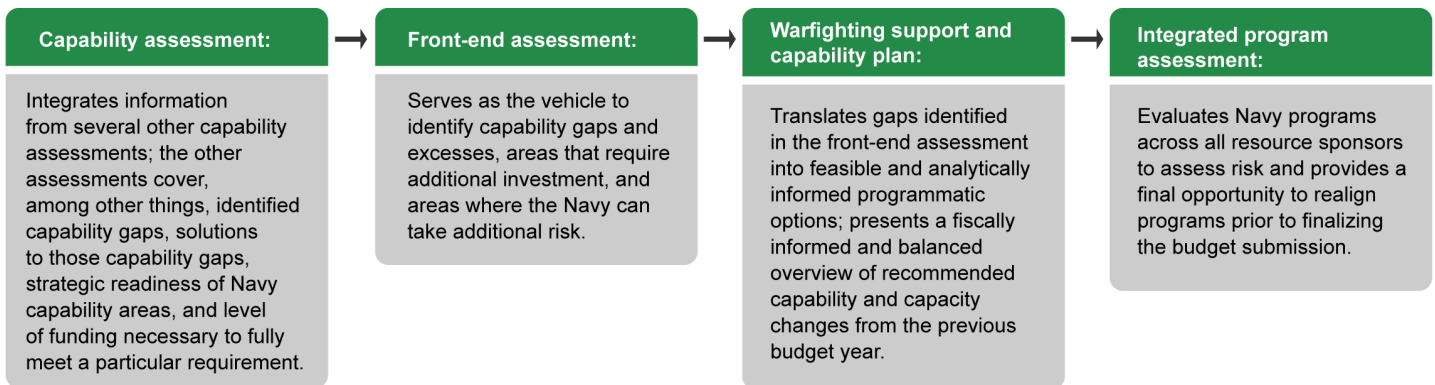 Capability assessment:
Integrates information
from several other capability
assessments; the other
assessments cover,
among other things, identified
capability gaps, solutions
to those capability gaps,
strategic readiness of Navy
capability areas, and level
of funding necessary to fully
meet a particular requirement.
Front-end assessment:
Serves as the vehicle to
identify capability gaps and
excesses, areas that require
additional investment, and
areas where the Navy can
take additional risk.
Warfighting support and
capability plan:
Translates gaps identified
in the front-end assessment
into feasible and analytically
informed programmatic
options; presents a fiscally
informed and balanced
overview of recommended
capability and capacity
changes from the previous
budget year.
Integrated program
assessment:
Evaluates Navy programs
across all resource sponsors
to assess risk and provides a
final opportunity to realign
programs prior to finalizing
the budget submission.